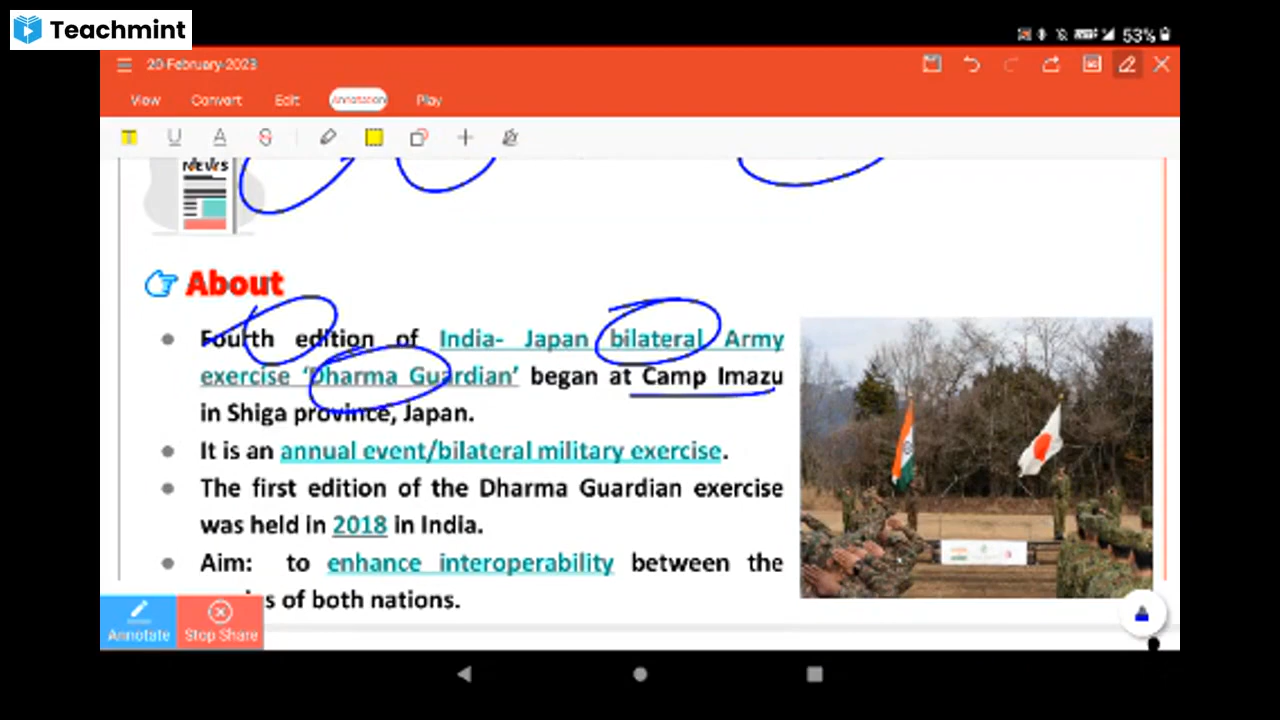 Teachmint
53%
20-February-2023
View Convert Edit Annotation Play
NEWS
About
Fourth edition of India- Japan bilateral Army
exercise ‘Dharma Guardian’ began at Camp Imazu
in Shiga province, Japan.
It is an annual event/bilateral military exercise.
The first edition of the Dharma Guardian exercise
was held in 2018 in India.
Aim: to enhance interoperability between the
of both nations.
Annotate Stop Share